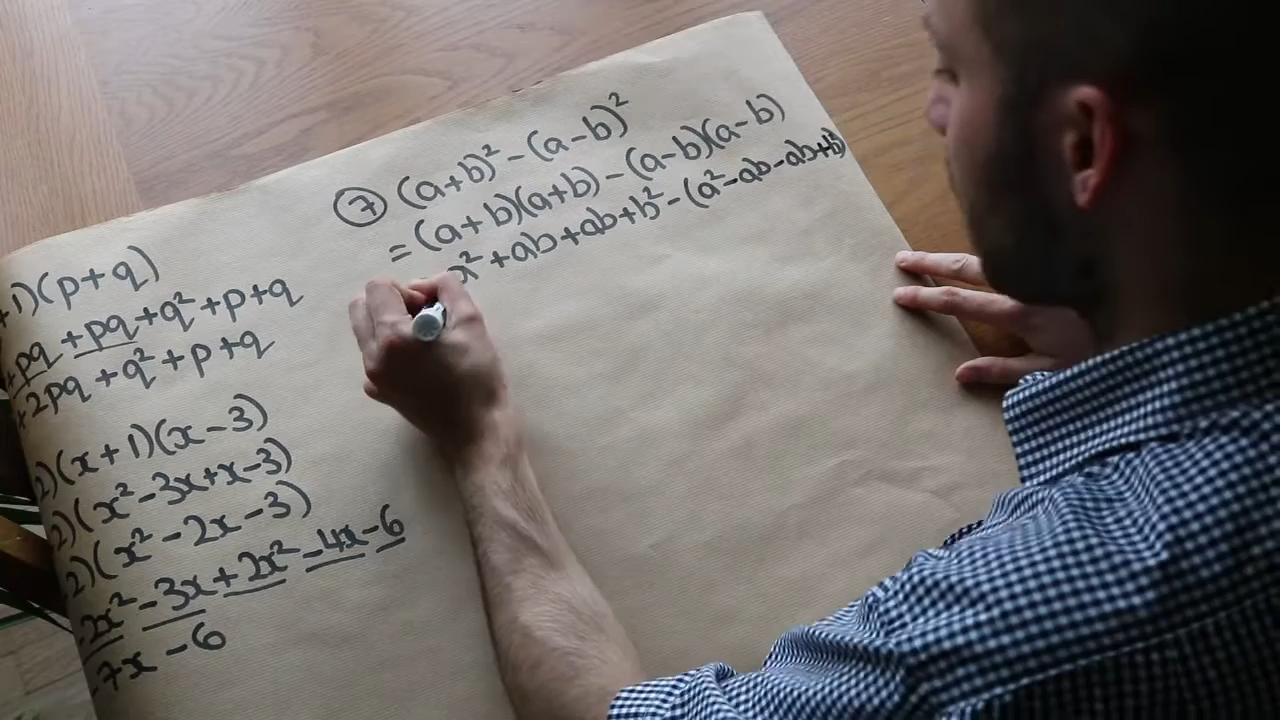 1)(p+q)
+pq+pq+q²+p+q
+2pq+q²+p+q
2)(x+1)(x-3)
2)(x²-3x+x-3)
2)(x²-2x-3)
-2x²-3x+2x²-4x-6
-7x-6
⑦ (a+b)²-(a-b)²
=(a+b)(a+b)-(a-b)(a-b)
a²+ab+ab+b²-(a²-ab-ab+b²)